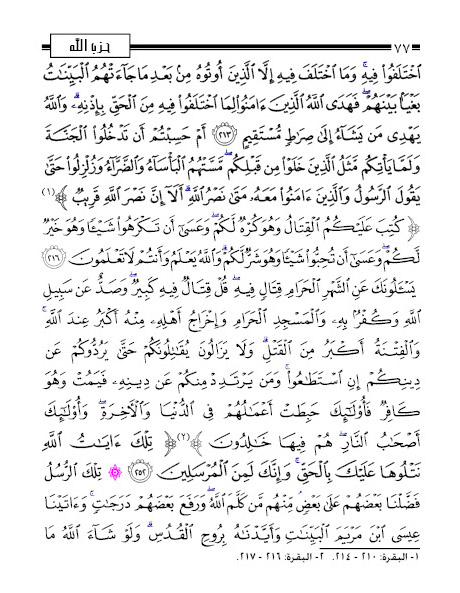 ٧٧ حزب الله
ٱخْتَلَفُوا۟ فِيهِ ۚ وَمَا ٱخْتَلَفَ فِيهِ إِلَّا ٱلَّذِينَ أُوتُوهُ مِنۢ بَعْدِ مَا جَآءَتْهُمُ ٱلْبَيِّنَٰتُ
بَغْيًۢا بَيْنَهُمْ ۖ فَهَدَى ٱللَّهُ ٱلَّذِينَ ءَامَنُوا۟ لِمَا ٱخْتَلَفُوا۟ فِيهِ مِنَ ٱلْحَقِّ بِإِذْنِهِۦ ۗ وَٱللَّهُ
يَهْدِى مَن يَشَآءُ إِلَىٰ صِرَٰطٍ مُّسْتَقِيمٍ ﴿٢١٣﴾ أَمْ حَسِبْتُمْ أَن تَدْخُلُوا۟ ٱلْجَنَّةَ
وَلَمَّا يَأْتِكُم مَّثَلُ ٱلَّذِينَ خَلَوْا۟ مِن قَبْلِكُم ۖ مَّسَّتْهُمُ ٱلْبَأْسَآءُ وَٱلضَّرَّآءُ وَزُلْزِلُوا۟ حَتَّىٰ
يَقُولَ ٱلرَّسُولُ وَٱلَّذِينَ ءَامَنُوا۟ مَعَهُۥ مَتَىٰ نَصْرُ ٱللَّهِ ۗ أَلَآ إِنَّ نَصْرَ ٱللَّهِ قَرِيبٌ ﴾ (١)
﴿ كُتِبَ عَلَيْكُمُ ٱلْقِتَالُ وَهُوَ كُرْهٌ لَّكُمْ ۖ وَعَسَىٰٓ أَن تَكْرَهُوا۟ شَيْـًٔا وَهُوَ خَيْرٌ
لَّكُمْ ۖ وَعَسَىٰٓ أَن تُحِبُّوا۟ شَيْـًٔا وَهُوَ شَرٌّ لَّكُمْ ۗ وَٱللَّهُ يَعْلَمُ وَأَنتُمْ لَا تَعْلَمُونَ ﴿٢١٦﴾
يَسْـَٔلُونَكَ عَنِ ٱلشَّهْرِ ٱلْحَرَامِ قِتَالٍ فِيهِ ۖ قُلْ قِتَالٌ فِيهِ كَبِيرٌ ۖ وَصَدٌّ عَن سَبِيلِ
ٱللَّهِ وَكُفْرٌۢ بِهِۦ وَٱلْمَسْجِدِ ٱلْحَرَامِ وَإِخْرَاجُ أَهْلِهِۦ مِنْهُ أَكْبَرُ عِندَ ٱللَّهِ ۚ
وَٱلْفِتْنَةُ أَكْبَرُ مِنَ ٱلْقَتْلِ ۗ وَلَا يَزَالُونَ يُقَٰتِلُونَكُمْ حَتَّىٰ يَرُدُّوكُمْ عَن
دِينِكُمْ إِنِ ٱسْتَطَٰعُوا۟ ۚ وَمَن يَرْتَدِدْ مِنكُمْ عَن دِينِهِۦ فَيَمُتْ وَهُوَ
كَافِرٌ فَأُو۟لَٰٓئِكَ حَبِطَتْ أَعْمَٰلُهُمْ فِى ٱلدُّنْيَا وَٱلْءَاخِرَةِ ۖ وَأُو۟لَٰٓئِكَ
أَصْحَٰبُ ٱلنَّارِ ۖ هُمْ فِيهَا خَٰلِدُونَ ﴾ (٢) ﴿ تِلْكَ ءَايَٰتُ ٱللَّهِ
نَتْلُوهَا عَلَيْكَ بِٱلْحَقِّ ۚ وَإِنَّكَ لَمِنَ ٱلْمُرْسَلِينَ ﴿٢٥٢﴾ ۞ تِلْكَ ٱلرُّسُلُ
فَضَّلْنَا بَعْضَهُمْ عَلَىٰ بَعْضٍ ۘ مِّنْهُم مَّن كَلَّمَ ٱللَّهُ ۖ وَرَفَعَ بَعْضَهُمْ دَرَجَٰتٍ ۚ وَءَاتَيْنَا
عِيسَى ٱبْنَ مَرْيَمَ ٱلْبَيِّنَٰتِ وَأَيَّدْنَٰهُ بِرُوحِ ٱلْقُدُسِ ۗ وَلَوْ شَآءَ ٱللَّهُ مَا
١- البقرة: ٢١٠ - ٢١٤. ٢- البقرة: ٢١٦ - ٢١٧.